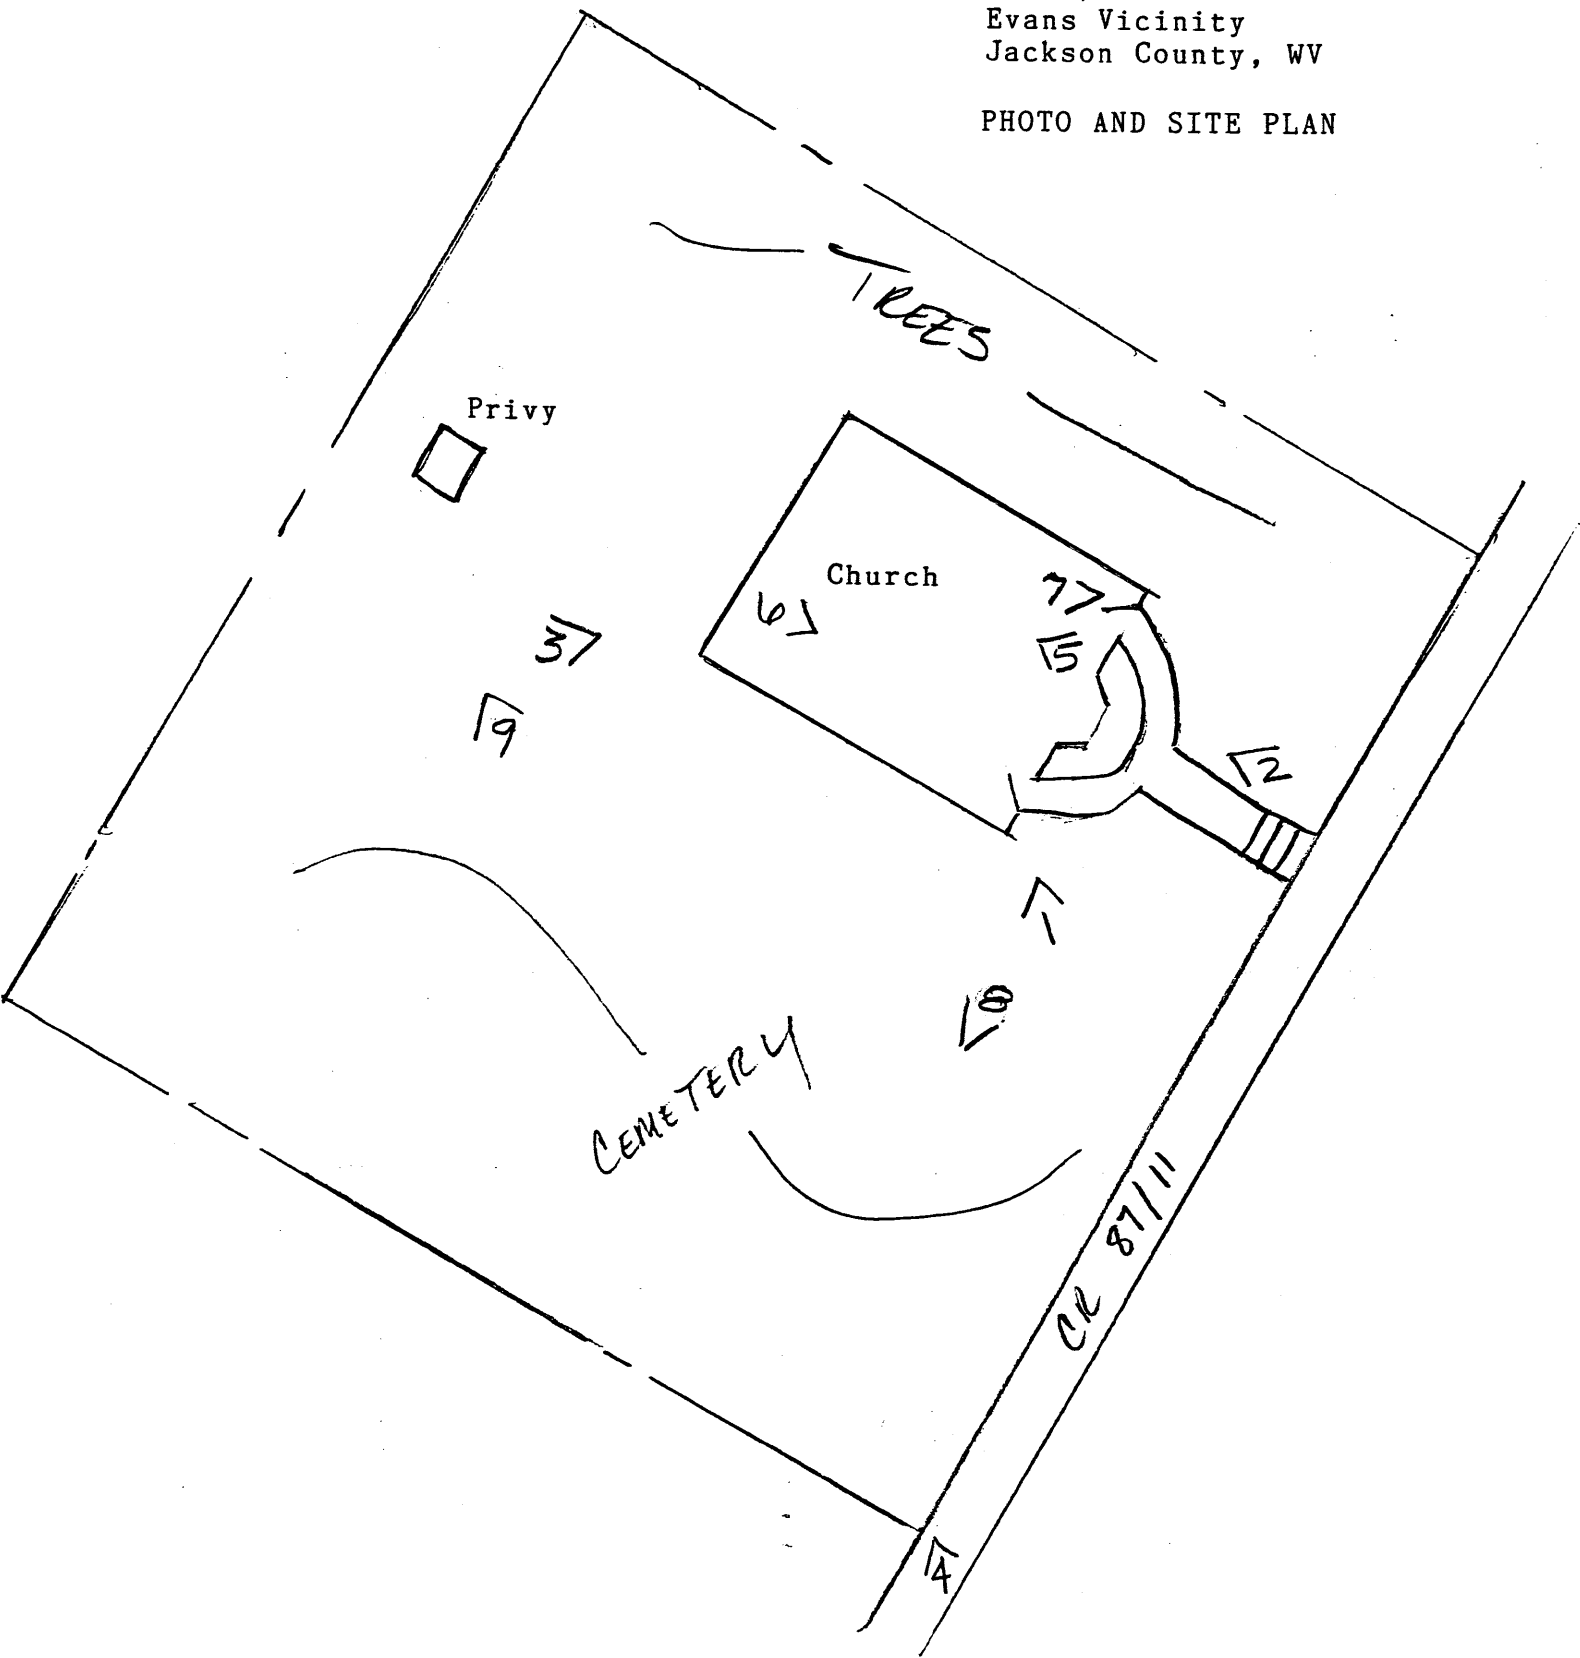 Evans Vicinity
Jackson County, WV
PHOTO AND SITE PLAN
TREES
Privy
Church
7
6
3
5
9
2
1
8
CEMETERY
CR 87/11
4